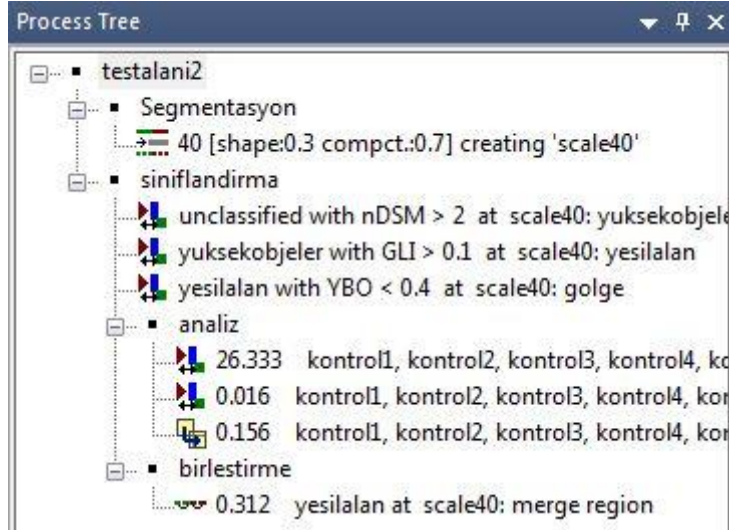 Process Tree
testalani2
Segmentasyon
40 [shape:0.3 compct.:0.7] creating 'scale40'
siniflandirma
unclassified with nDSM > 2 at scale40: yuksekobjele
yuksekobjeler with GLI > 0.1 at scale40: yesilalan
yesilalan with YBO < 0.4 at scale40: golge
analiz
26.333 kontrol1, kontrol2, kontrol3, kontrol4, ko
0.016 kontrol1, kontrol2, kontrol3, kontrol4, kor
0.156 kontrol1, kontrol2, kontrol3, kontrol4, kor
birlestirme
0.312 yesilalan at scale40: merge region